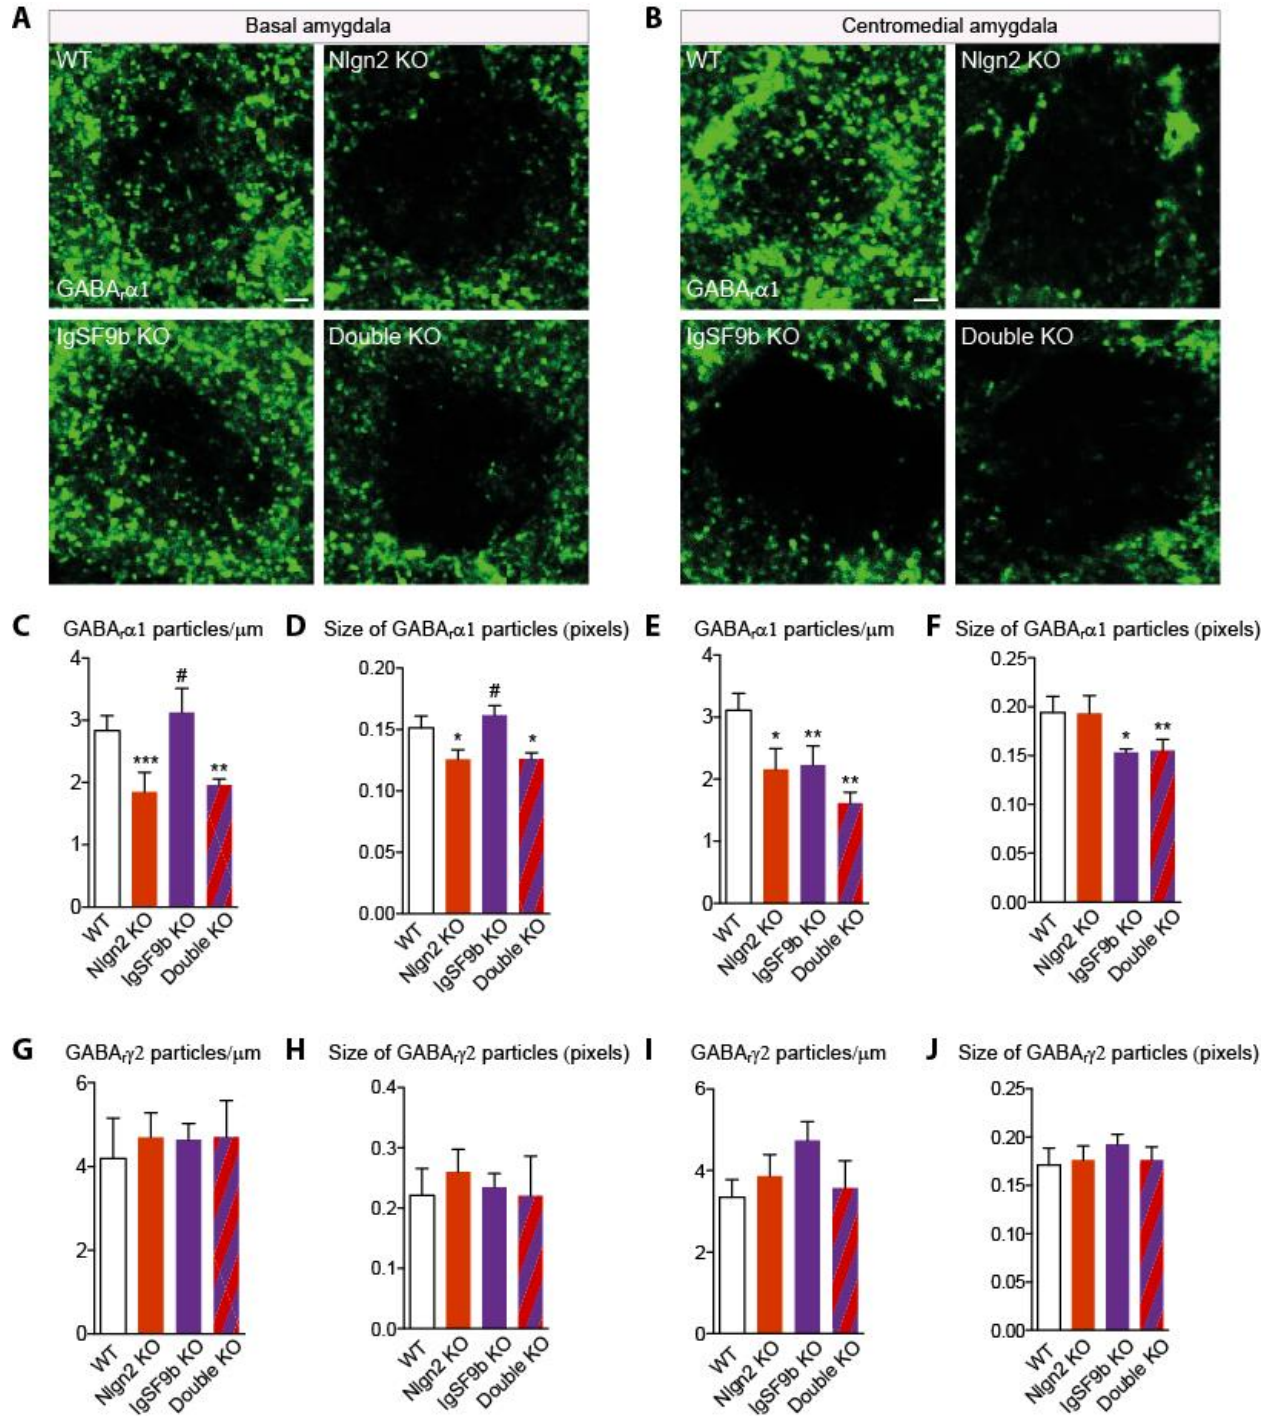 A
Basal amygdala
WT
Nlgn2 KO
GABAᵣα1
IgSF9b KO
Double KO
B
Centromedial amygdala
WT
Nlgn2 KO
GABAᵣα1
IgSF9b KO
Double KO
C
GABAᵣα1 particles/μm
4
3
2
1
0
***
#
**
WT
Nlgn2 KO
IgSF9b KO
Double KO
D
Size of GABAᵣα1 particles (pixels)
0.20
0.15
0.10
0.05
0.00
*
#
*
WT
Nlgn2 KO
IgSF9b KO
Double KO
E
GABAᵣα1 particles/μm
4
3
2
1
0
*
**
**
WT
Nlgn2 KO
IgSF9b KO
Double KO
F
Size of GABAᵣα1 particles (pixels)
0.25
0.20
0.15
0.10
0.05
0.00
*
**
WT
Nlgn2 KO
IgSF9b KO
Double KO
G
GABAᵣγ2 particles/μm
6
4
2
0
WT
Nlgn2 KO
IgSF9b KO
Double KO
H
Size of GABAᵣγ2 particles (pixels)
0.4
0.3
0.2
0.1
0.0
WT
Nlgn2 KO
IgSF9b KO
Double KO
I
GABAᵣγ2 particles/μm
6
4
2
0
WT
Nlgn2 KO
IgSF9b KO
Double KO
J
Size of GABAᵣγ2 particles (pixels)
0.25
0.20
0.15
0.10
0.05
0.00
WT
Nlgn2 KO
IgSF9b KO
Double KO